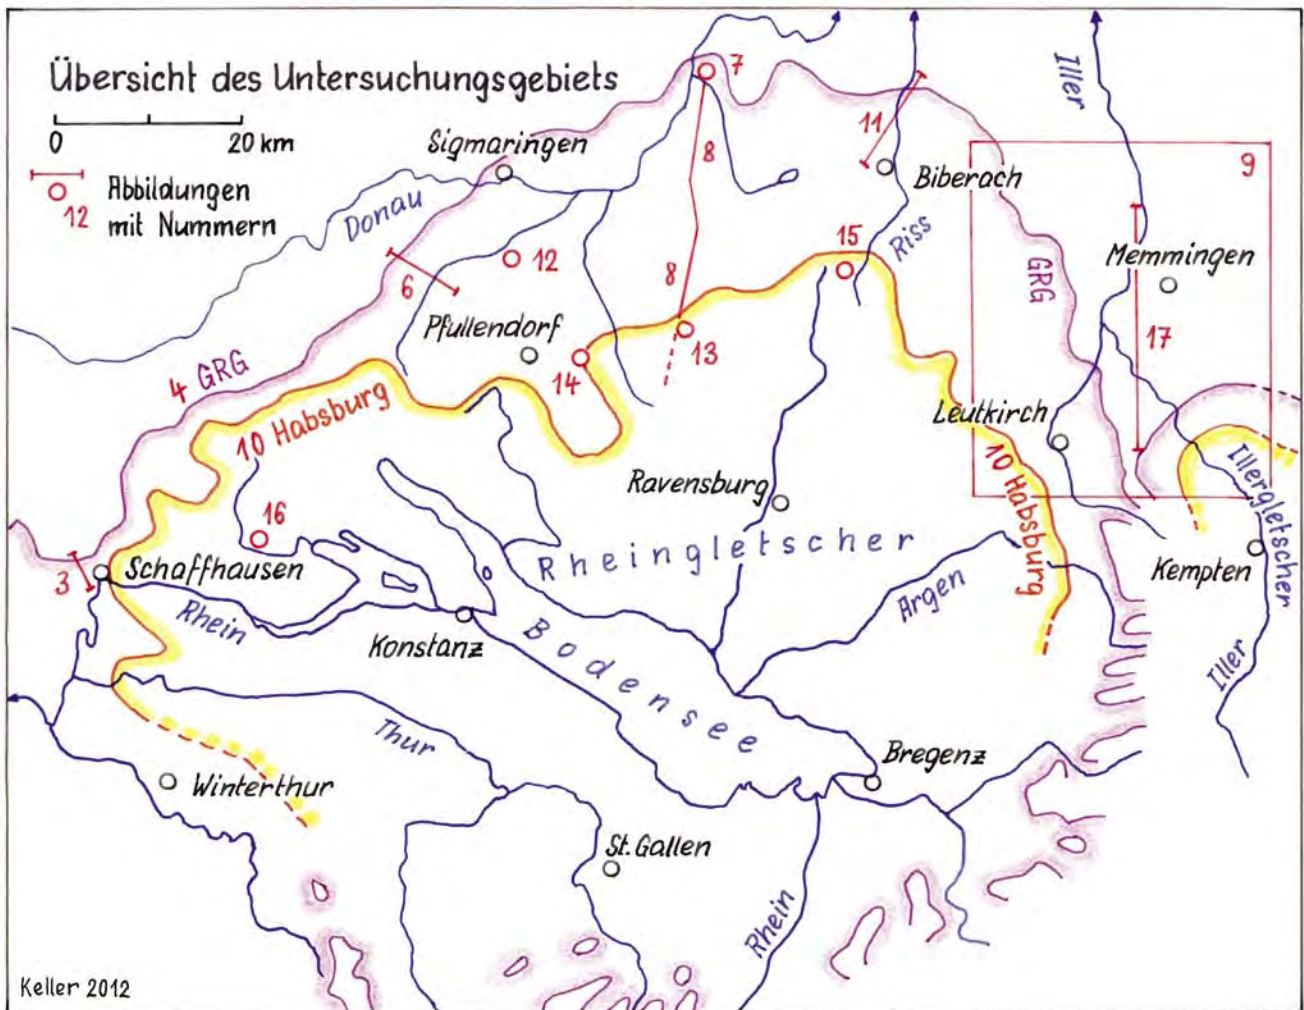 Übersicht des Untersuchungsgebiets
0 20 km
Abbildungen
12 mit Nummern
Sigmaringen
Donau
7
8
11
Iller
Biberach
9
Riss
6
12
8
15
GRG
Memmingen
Pfullendorf
14
13
17
4 GRG
10 Habsburg
Leutkirch
10 Habsburg
Illergletscher
Ravensburg
16
Rheingletscher
3
Schaffhausen
Rhein
Argen
Kempten
Konstanz
Bodensee
Iller
Thur
Bregenz
Winterthur
St. Gallen
Rhein
Keller 2012